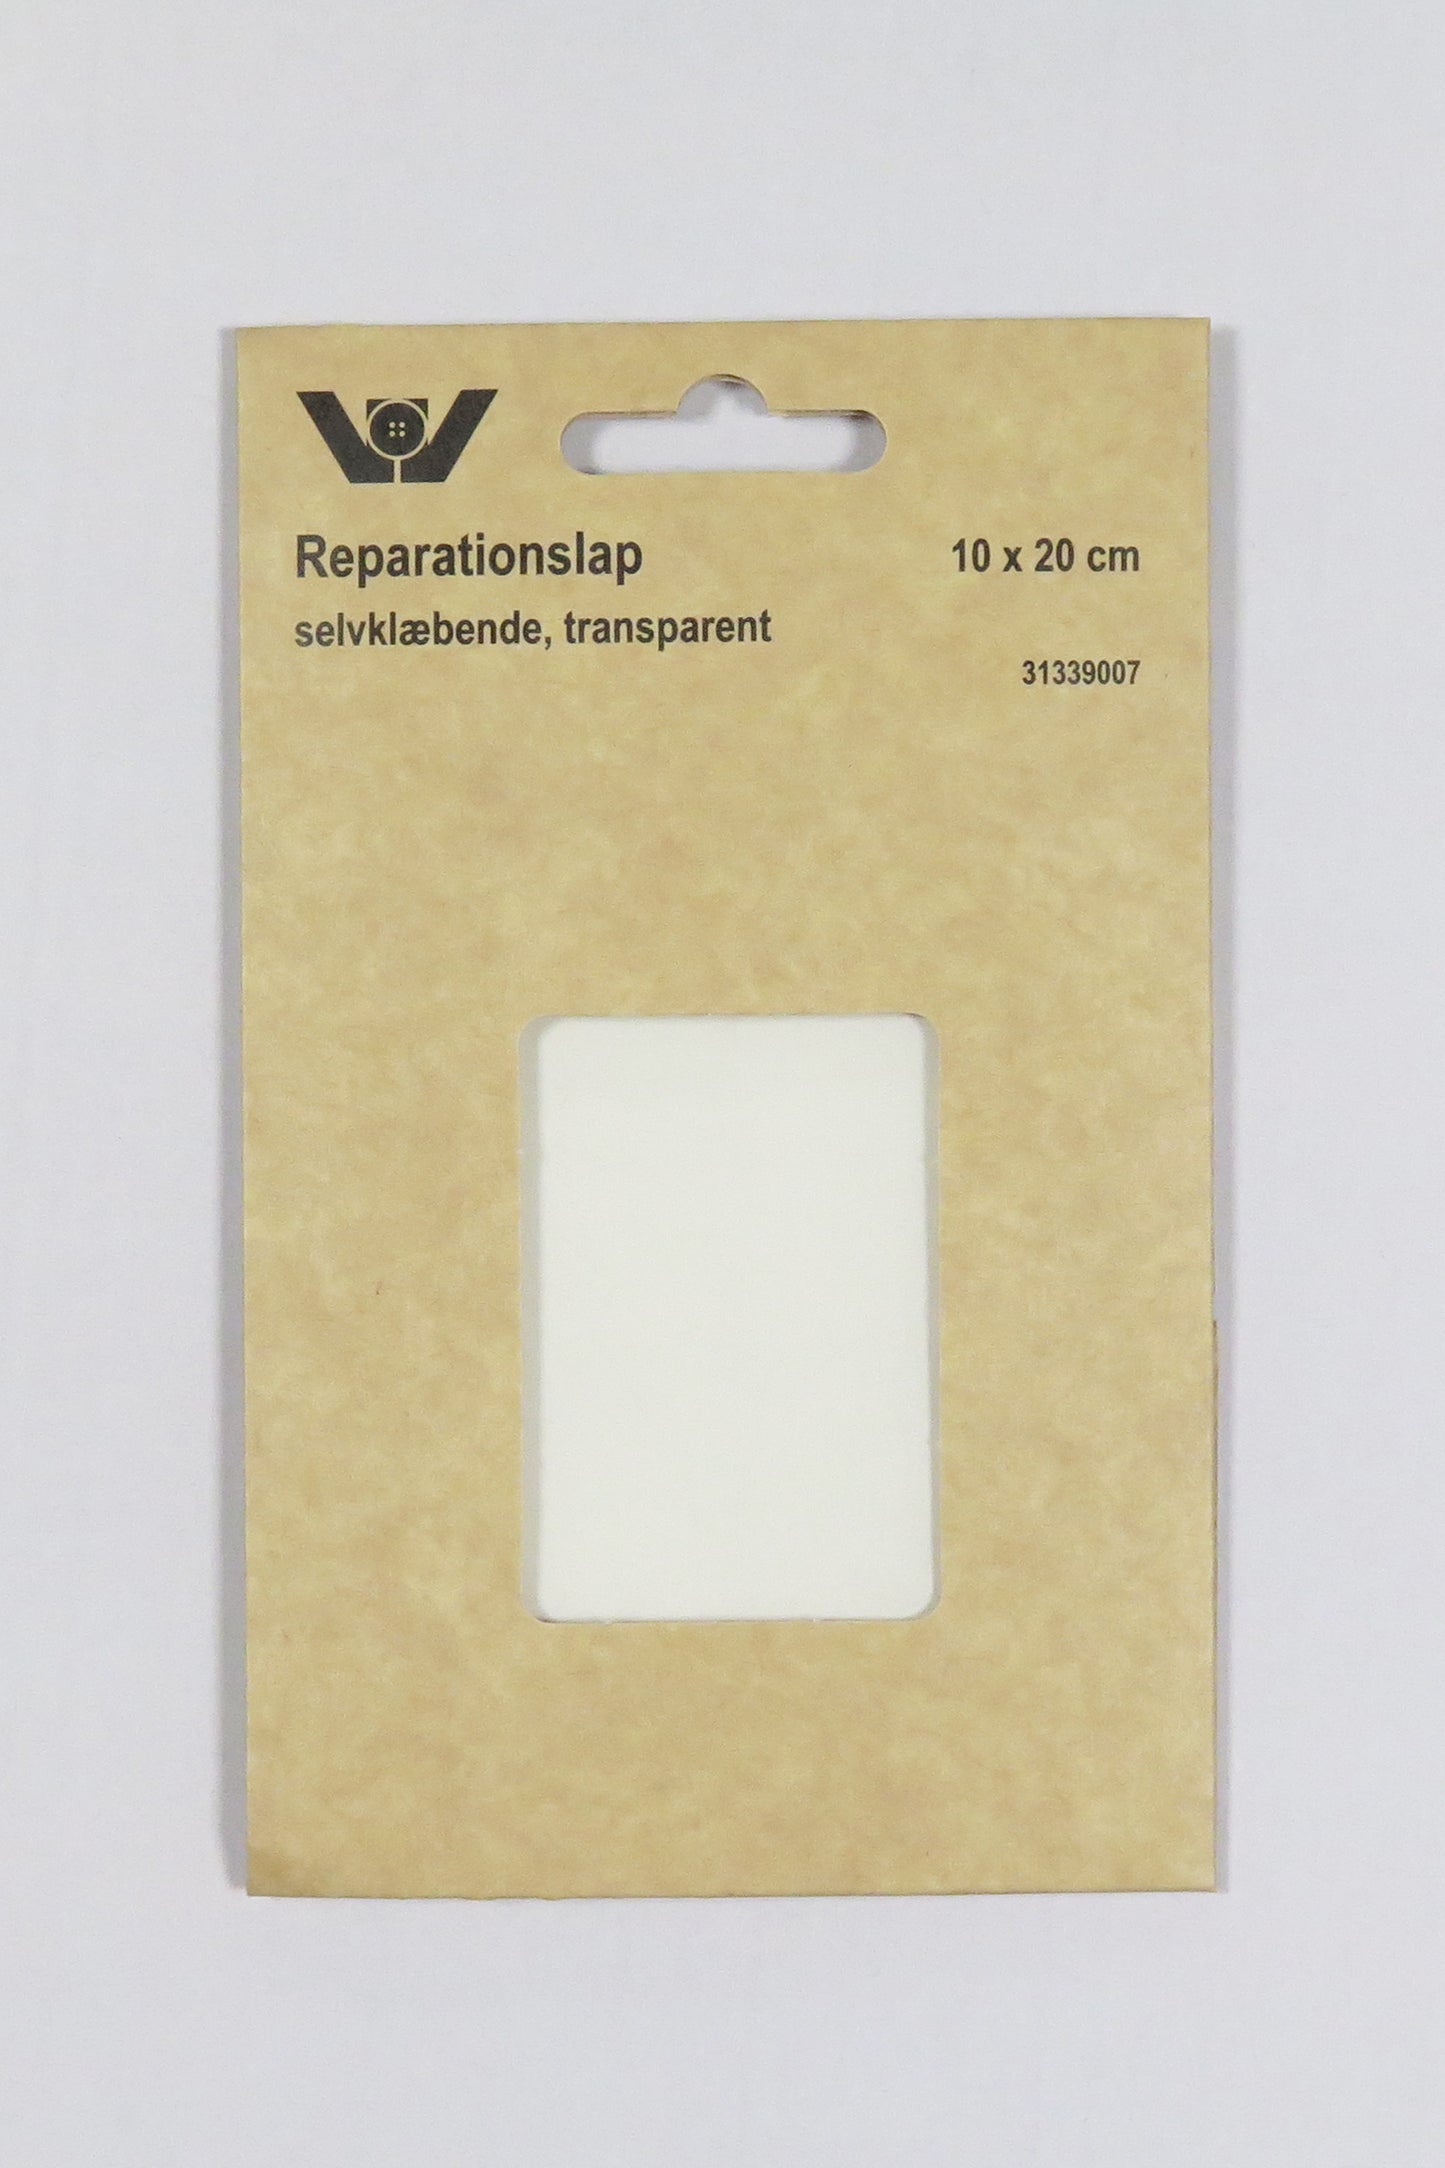 Reparationslap
10 x 20 cm
selvklæbende, transparent
31339007